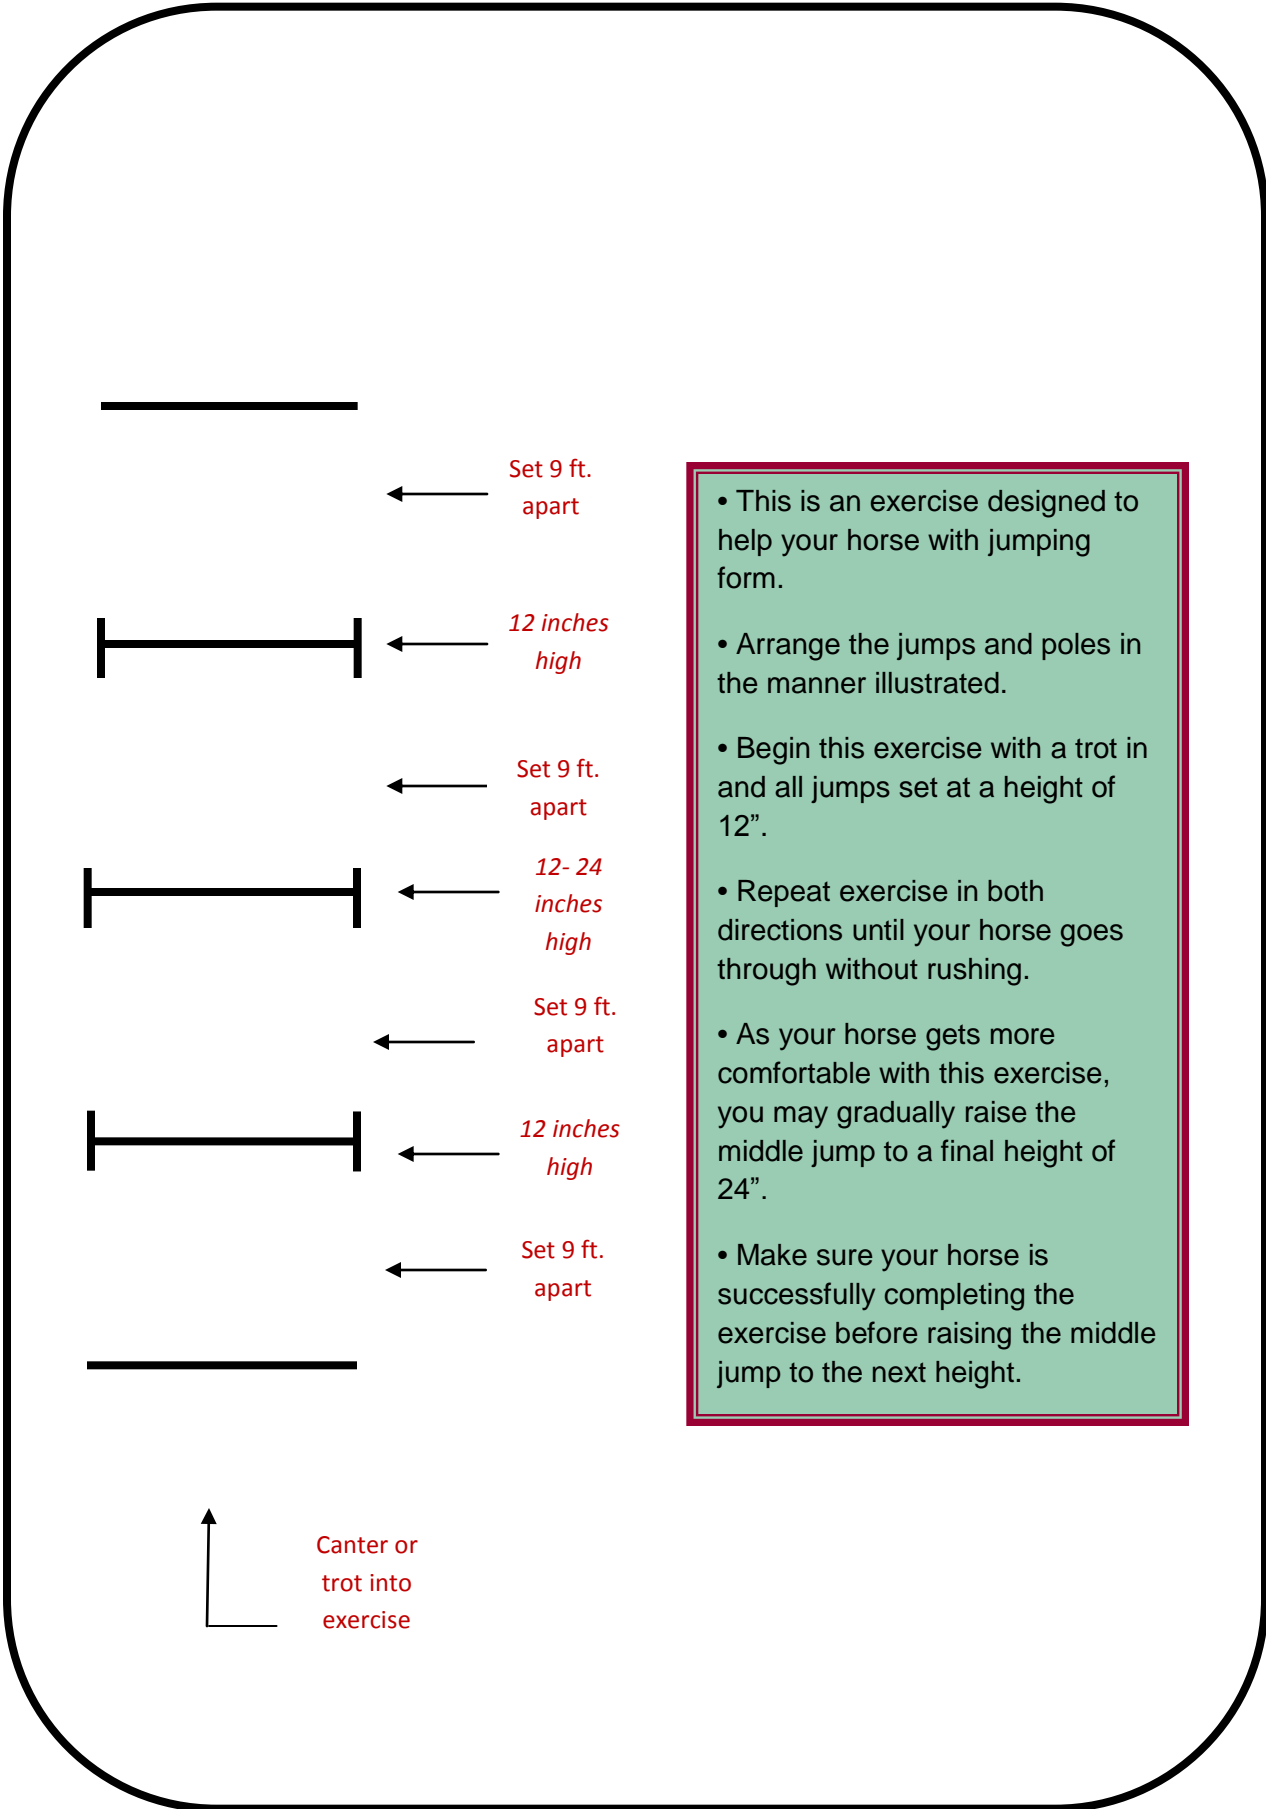 Set 9 ft.
apart
12 inches
high
Set 9 ft.
apart
12- 24
inches
high
Set 9 ft.
apart
12 inches
high
Set 9 ft.
apart
Canter or
trot into
exercise
• This is an exercise designed to
help your horse with jumping
form.
• Arrange the jumps and poles in
the manner illustrated.
• Begin this exercise with a trot in
and all jumps set at a height of
12”.
• Repeat exercise in both
directions until your horse goes
through without rushing.
• As your horse gets more
comfortable with this exercise,
you may gradually raise the
middle jump to a final height of
24”.
• Make sure your horse is
successfully completing the
exercise before raising the middle
jump to the next height.